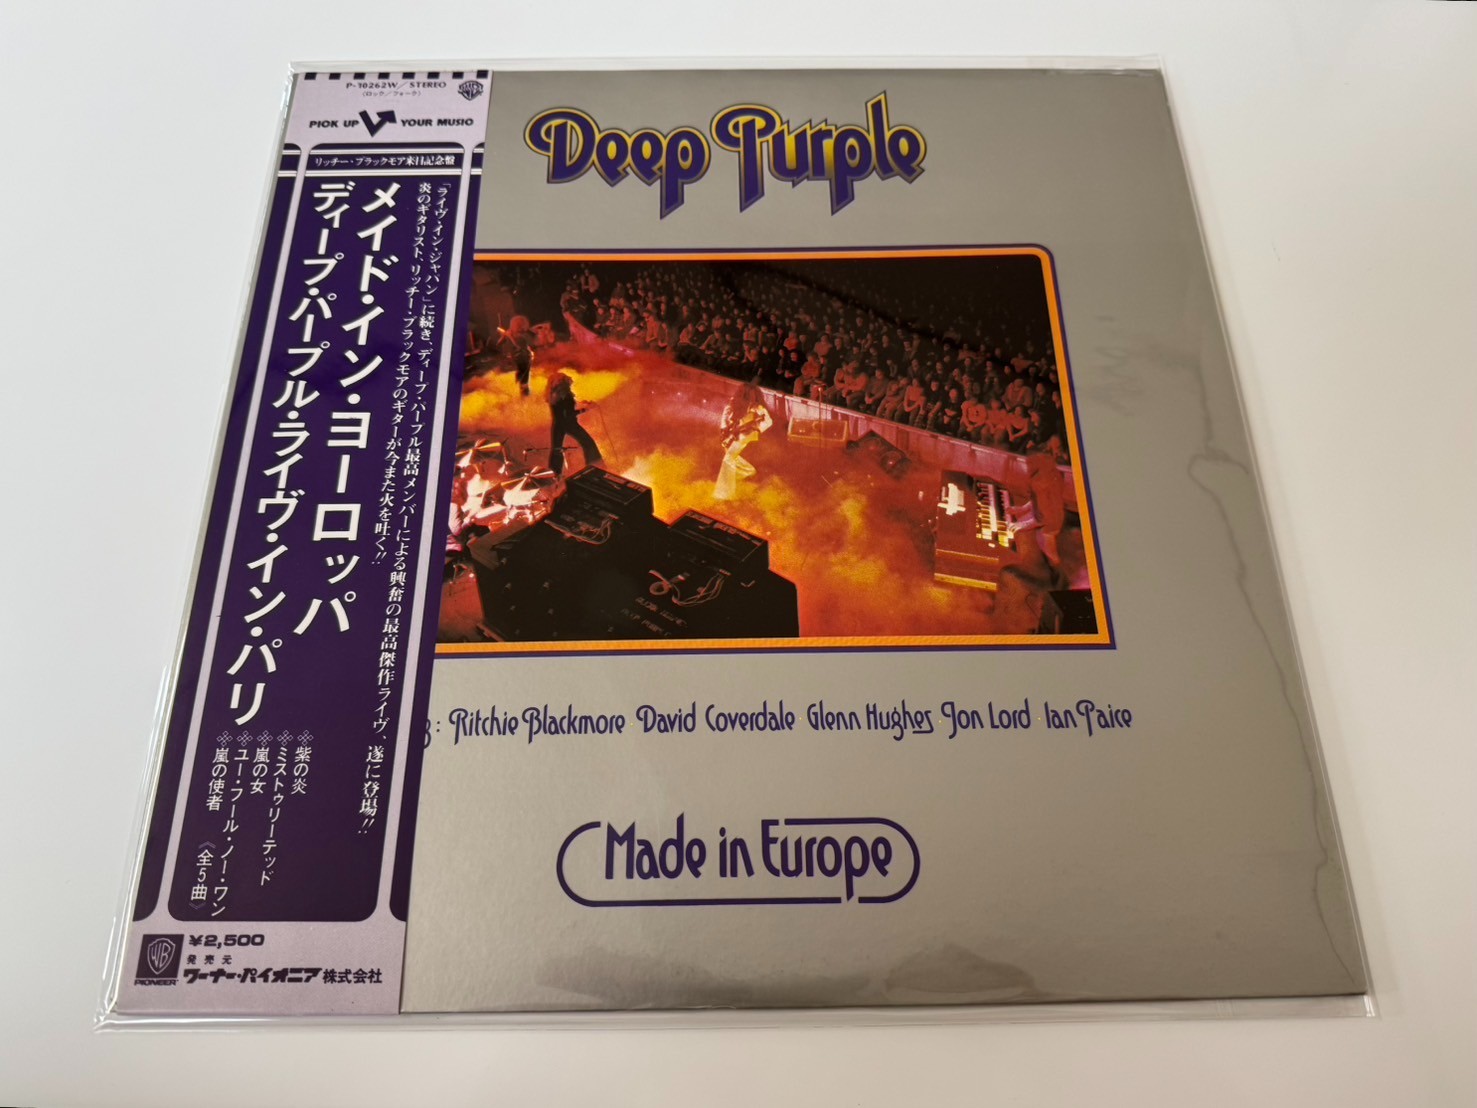 P-10262W/STEREO
(ロック/フォーク)
PICK UP YOUR MUSIC
リッチー・ブラックモア来日記念盤
「ライヴ・イン・ジャパン」に続き、ディープ・パープル最高メンバーによる興奮の最高傑作ライヴ、遂に登場!!
炎のギタリスト、リッチー・ブラックモアのギターが今また火を吐く!!
メイド・イン・ヨーロッパ
ディープ・パープル・ライヴ・イン・パリ
紫の炎
ミストゥリーテッド
嵐の女
ユー・フール・ノー・ワン
嵐の使者
《全5曲》
WB
PIONEER
¥2,500
発売元
ワーナー・パイオニア株式会社
Deep Purple
Ritchie Blackmore · David Coverdale · Glenn Hughes · Jon Lord · Ian Paice
Made in Europe